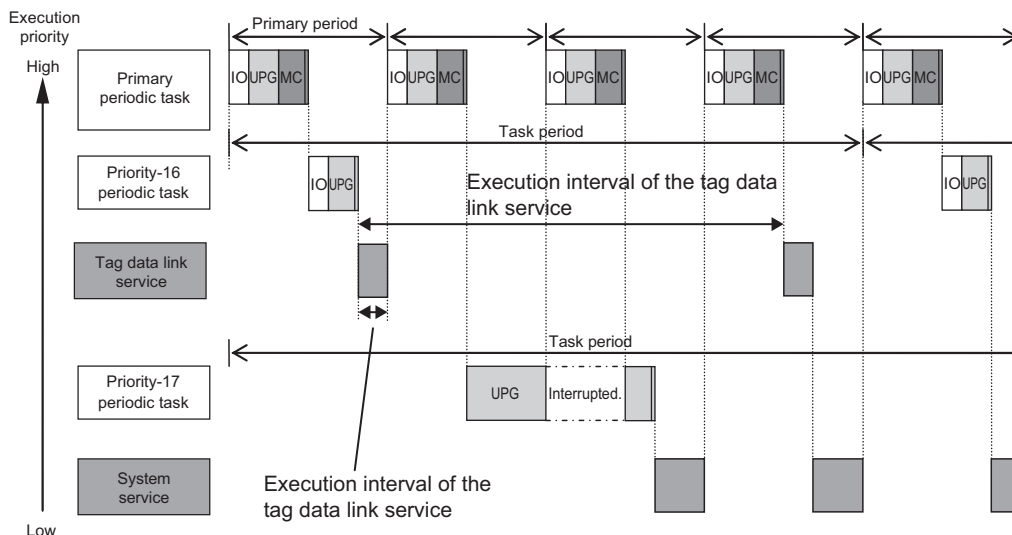 Execution
priority
High
Primary period
Primary
periodic task
IO UPG MC
IO UPG MC
IO UPG MC
IO UPG MC
IO UPG MC
Task period
Priority-16
periodic task
IO UPG
Execution interval of the tag data
link service
IO UPG
Tag data link
service
Task period
Priority-17
periodic task
UPG
Interrupted.
System
service
Execution interval of the
tag data link service
Low